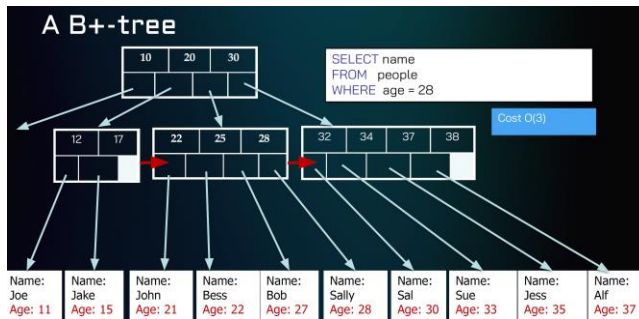 A B+-tree
10 20 30
SELECT name
FROM people
WHERE age = 28
Cost O(3)
12 17
22 25 28
32 34 37 38
Name: Name: Name: Name: Name: Name: Name: Name: Name: Name:
Joe Jake John Bess Bob Sally Sal Sue Jess Alf
Age: 11 Age: 15 Age: 21 Age: 22 Age: 27 Age: 28 Age: 30 Age: 33 Age: 35 Age: 37